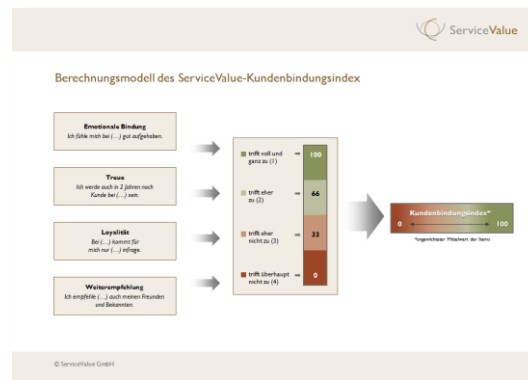 ServiceValue
Berechnungsmodell des ServiceValue-Kundenbindungsindex
Emotionale Bindung
Ich fühle mich bei (...) gut aufgehoben.
Treue
Ich werde auch in 2 Jahren noch
Kunde bei (...) sein.
Loyalität
Bei (...) kommt für
mich nur (...) infrage.
Weiterempfehlung
Ich empfehle (...) auch meinen Freunden
und Bekannten.
trifft voll und
ganz zu (1)
100
trifft eher
zu (2)
66
trifft eher
nicht zu (3)
33
trifft überhaupt
nicht zu (4)
0
Kundenbindungsindex*
0 100
*ungewichteter Mittelwert der Items
© ServiceValue GmbH